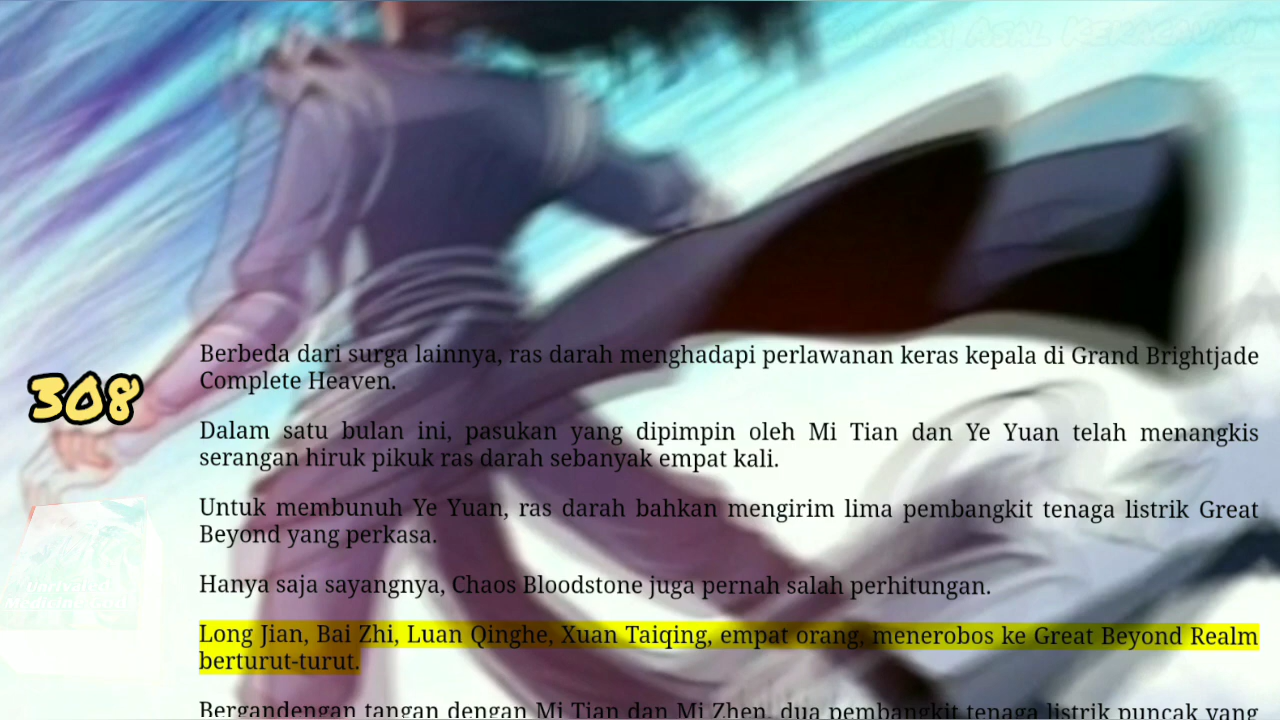 Berbeda dari surga lainnya, ras darah menghadapi perlawanan keras kepala di Grand Brightjade
Complete Heaven.
308
Dalam satu bulan ini, pasukan yang dipimpin oleh Mi Tian dan Ye Yuan telah menangkis
serangan hiruk pikuk ras darah sebanyak empat kali.
Untuk membunuh Ye Yuan, ras darah bahkan mengirim lima pembangkit tenaga listrik Great
Beyond yang perkasa.
Hanya saja sayangnya, Chaos Bloodstone juga pernah salah perhitungan.
Unrivaled
Medicine God
Long Jian, Bai Zhi, Luan Qinghe, Xuan Taiqing, empat orang, menerobos ke Great Beyond Realm
berturut-turut.
Bergandengan tangan dengan Mi Tian dan Mi Zhen, dua pembangkit tenaga listrik puncak yang